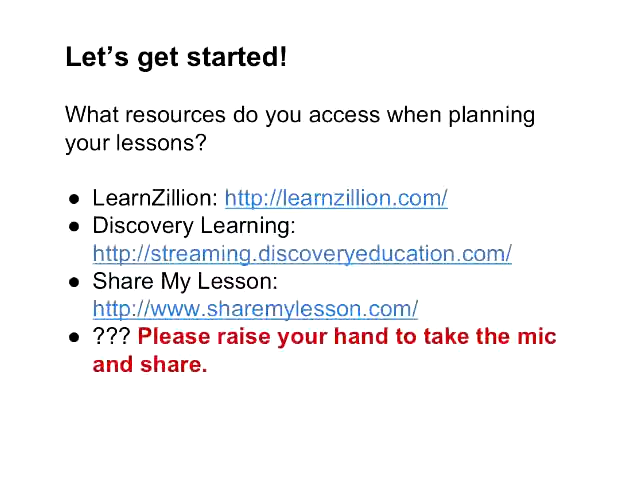 Let's get started!
What resources do you access when planning
your lessons?
● LearnZillion: http://learnzillion.com/
● Discovery Learning:
http://streaming.discoveryeducation.com/
● Share My Lesson:
http://www.sharemylesson.com/
● ??? Please raise your hand to take the mic
and share.